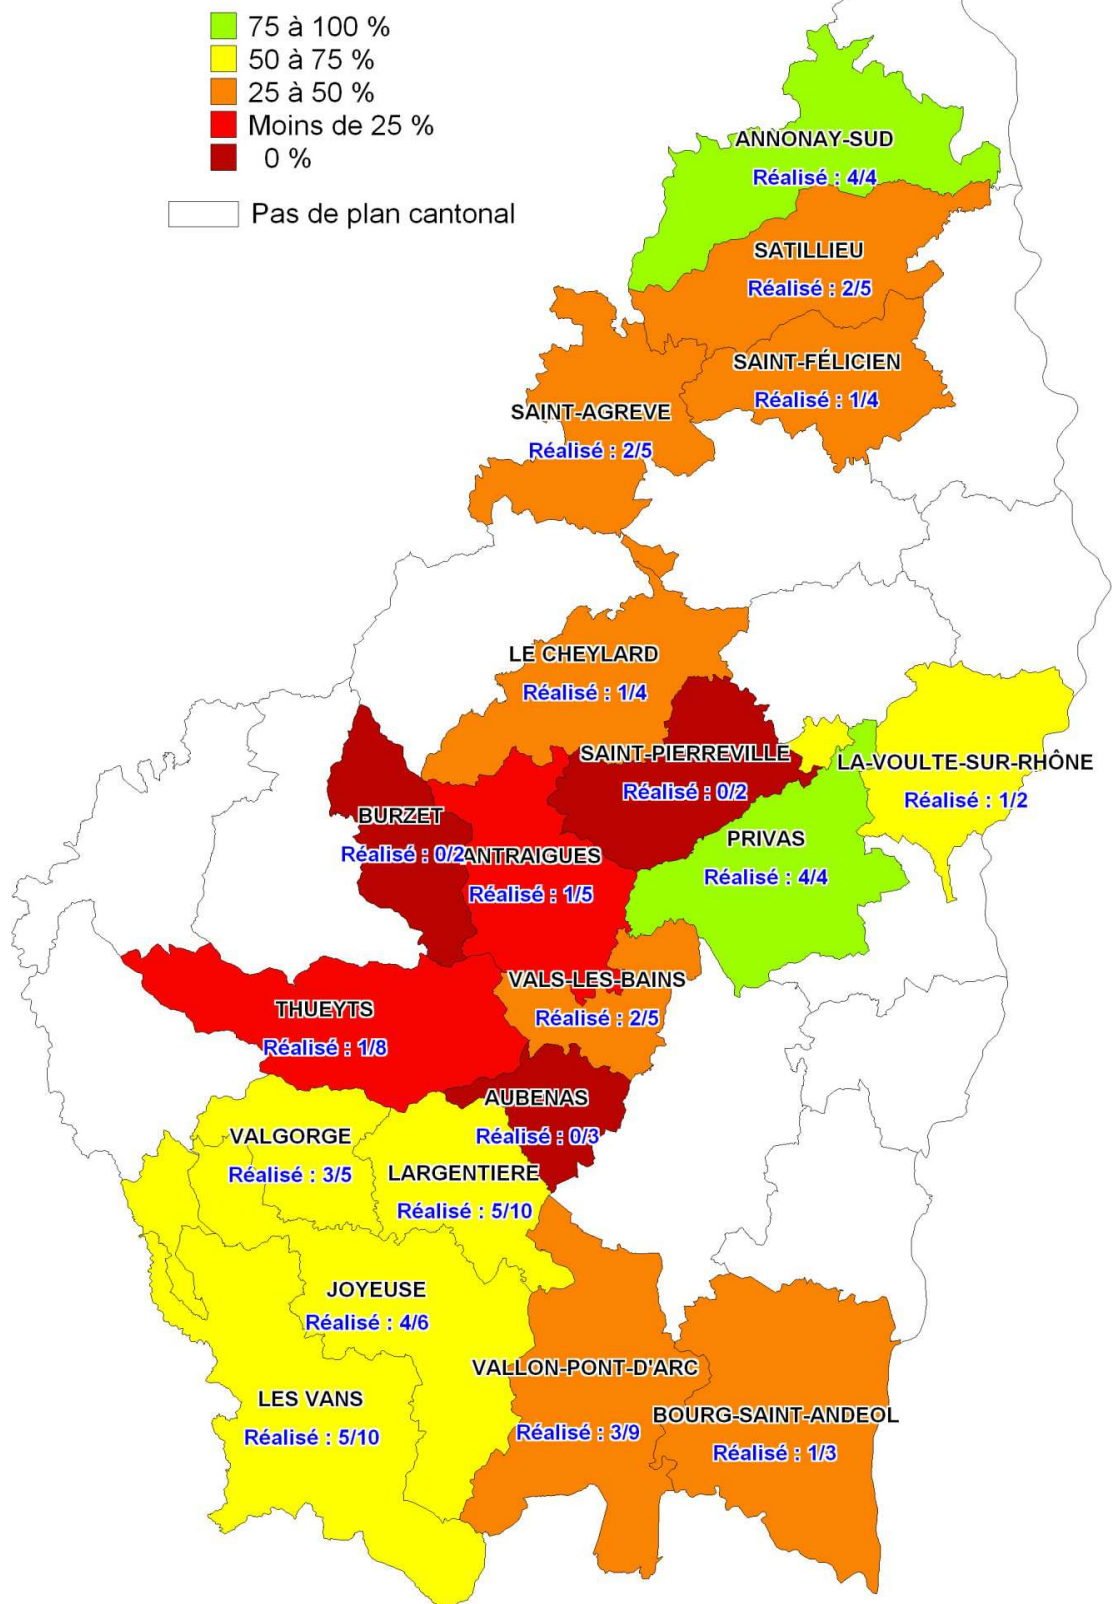 75 à 100 %
50 à 75 %
25 à 50 %
Moins de 25 %
0 %
Pas de plan cantonal
ANNONAY-SUD
Réalisé : 4/4
SATILLIEU
Réalisé : 2/5
SAINT-FÉLICIEN
Réalisé : 1/4
SAINT-AGREVE
Réalisé : 2/5
LE CHEYLARD
Réalisé : 1/4
SAINT-PIERREVILLE
Réalisé : 0/2
LA-VOULTE-SUR-RHÔNE
Réalisé : 1/2
BURZET
Réalisé : 0/2
PRIVAS
Réalisé : 4/4
ANTRAIGUES
Réalisé : 1/5
VALS-LES-BAINS
Réalisé : 2/5
THUEYTS
Réalisé : 1/8
AUBENAS
Réalisé : 0/3
VALGORGE
Réalisé : 3/5
LARGENTIERE
Réalisé : 5/10
JOYEUSE
Réalisé : 4/6
VALLON-PONT-D'ARC
Réalisé : 3/9
LES VANS
Réalisé : 5/10
BOURG-SAINT-ANDEOL
Réalisé : 1/3